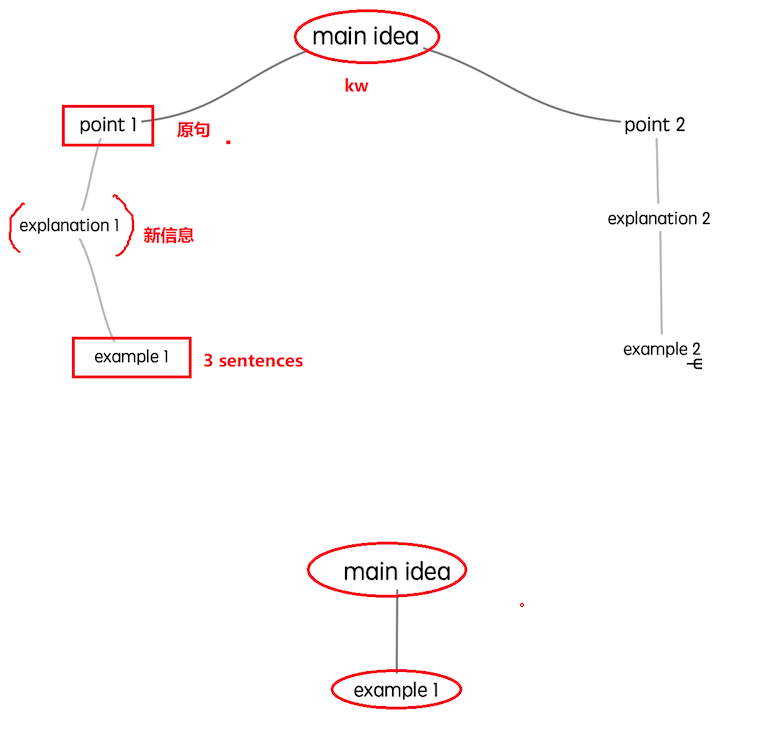 main idea
kw
point 1
原句
point 2
explanation 1
新信息
explanation 2
example 1
3 sentences
example 2
main idea
example 1